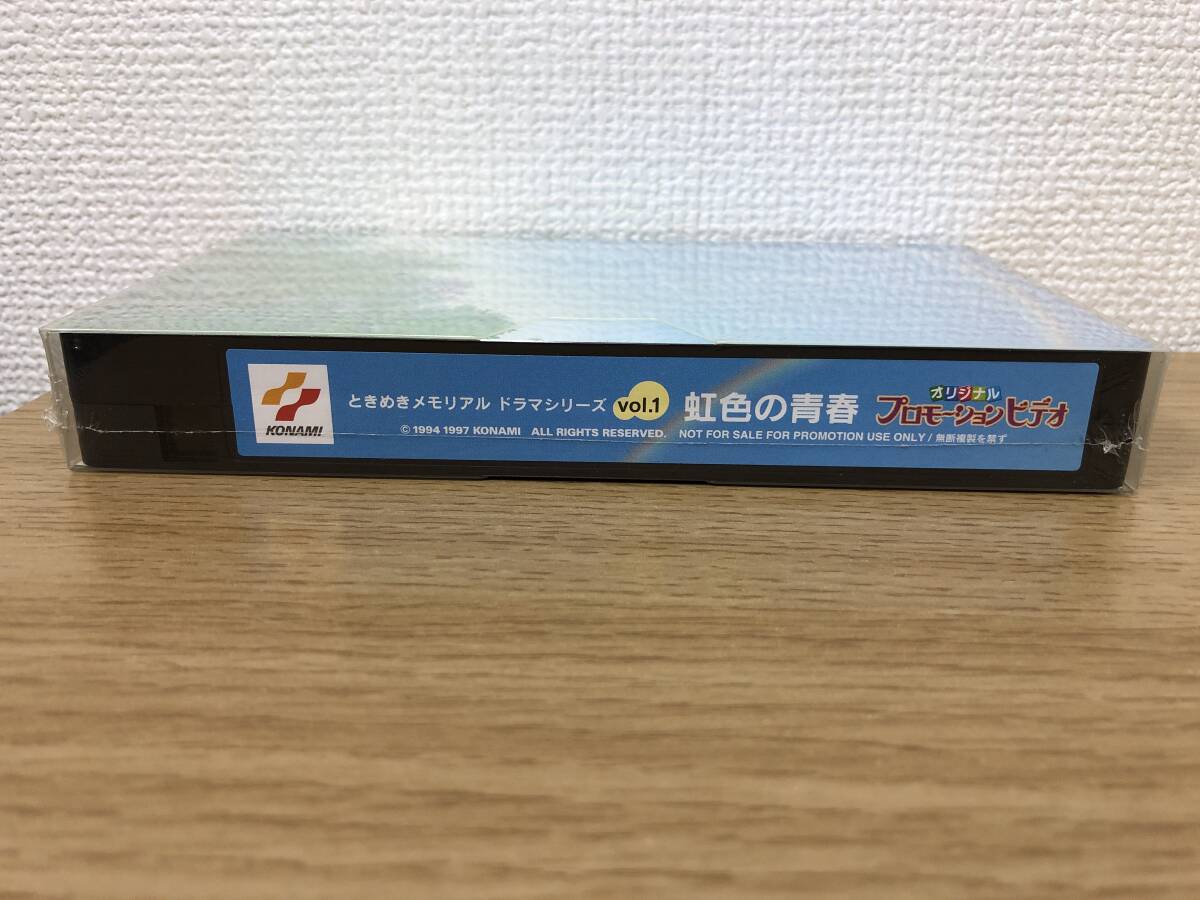 KONAMI
ときめきメモリアル ドラマシリーズ vol.1 虹色の青春
オリジナル
プロモーションビデオ
© 1994 1997 KONAMI ALL RIGHTS RESERVED. NOT FOR SALE FOR PROMOTION USE ONLY / 無断複製を禁ず